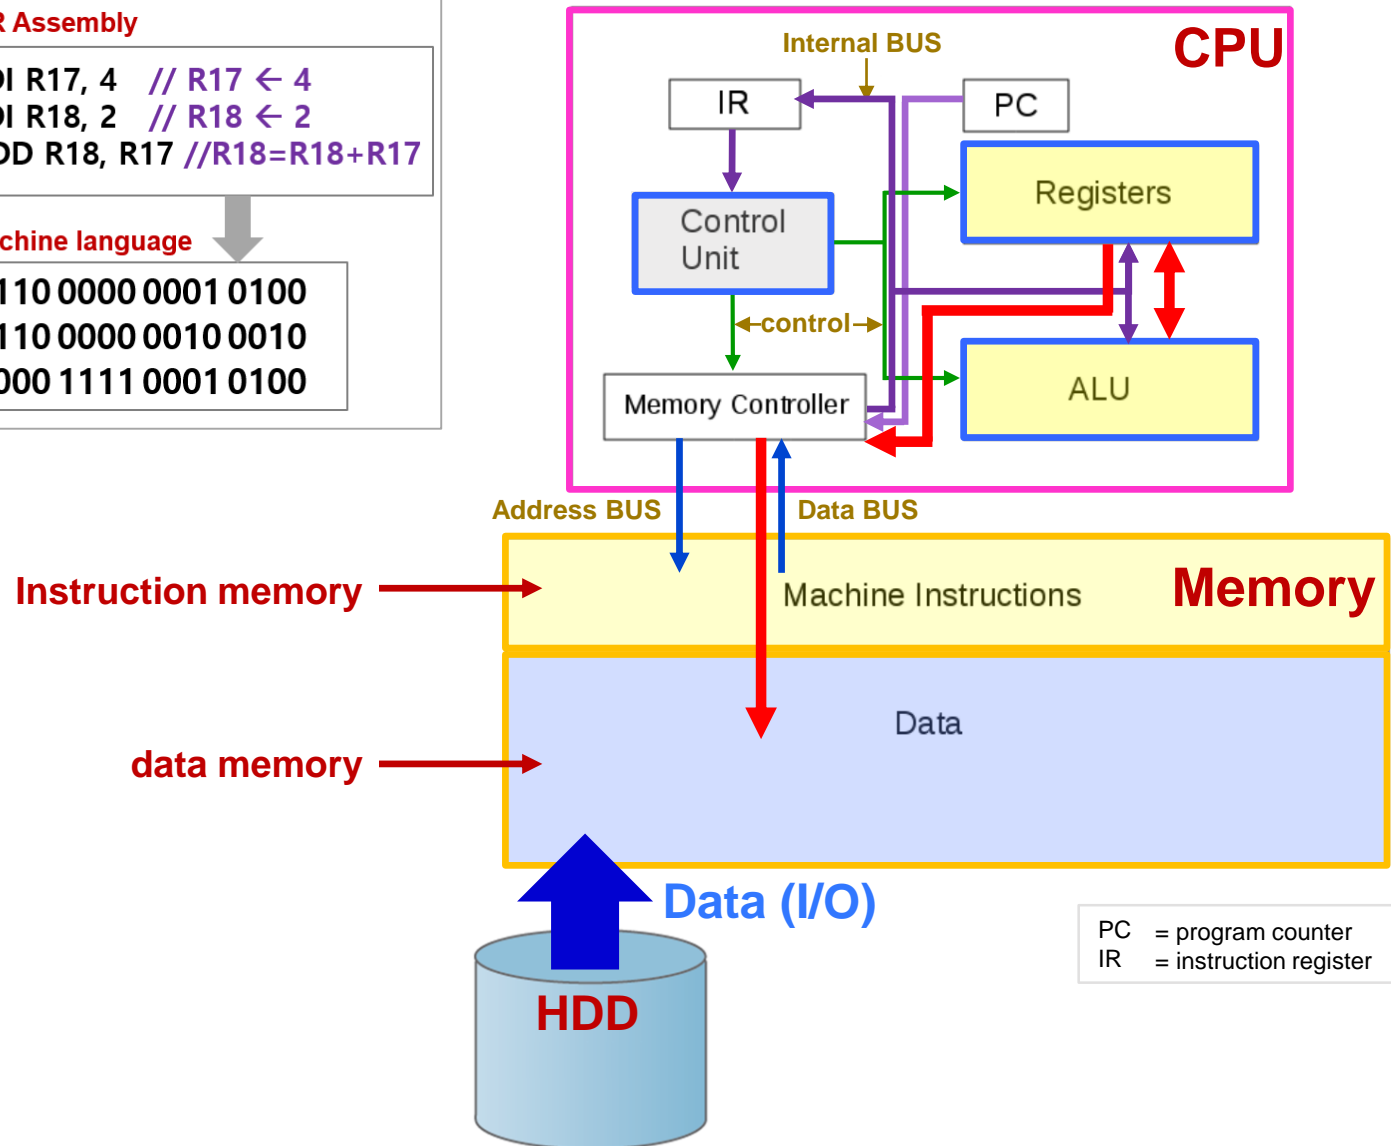 R Assembly
I R17, 4 // R17 ← 4
I R18, 2 // R18 ← 2
DD R18, R17 //R18=R18+R17
chine language
110 0000 0001 0100
110 0000 0010 0010
000 1111 0001 0100
CPU
Internal BUS
IR
PC
Registers
Control
Unit
control
ALU
Memory Controller
Address BUS
Data BUS
Instruction memory
Machine Instructions
Memory
data memory
Data
Data (I/O)
HDD
PC = program counter
IR = instruction register